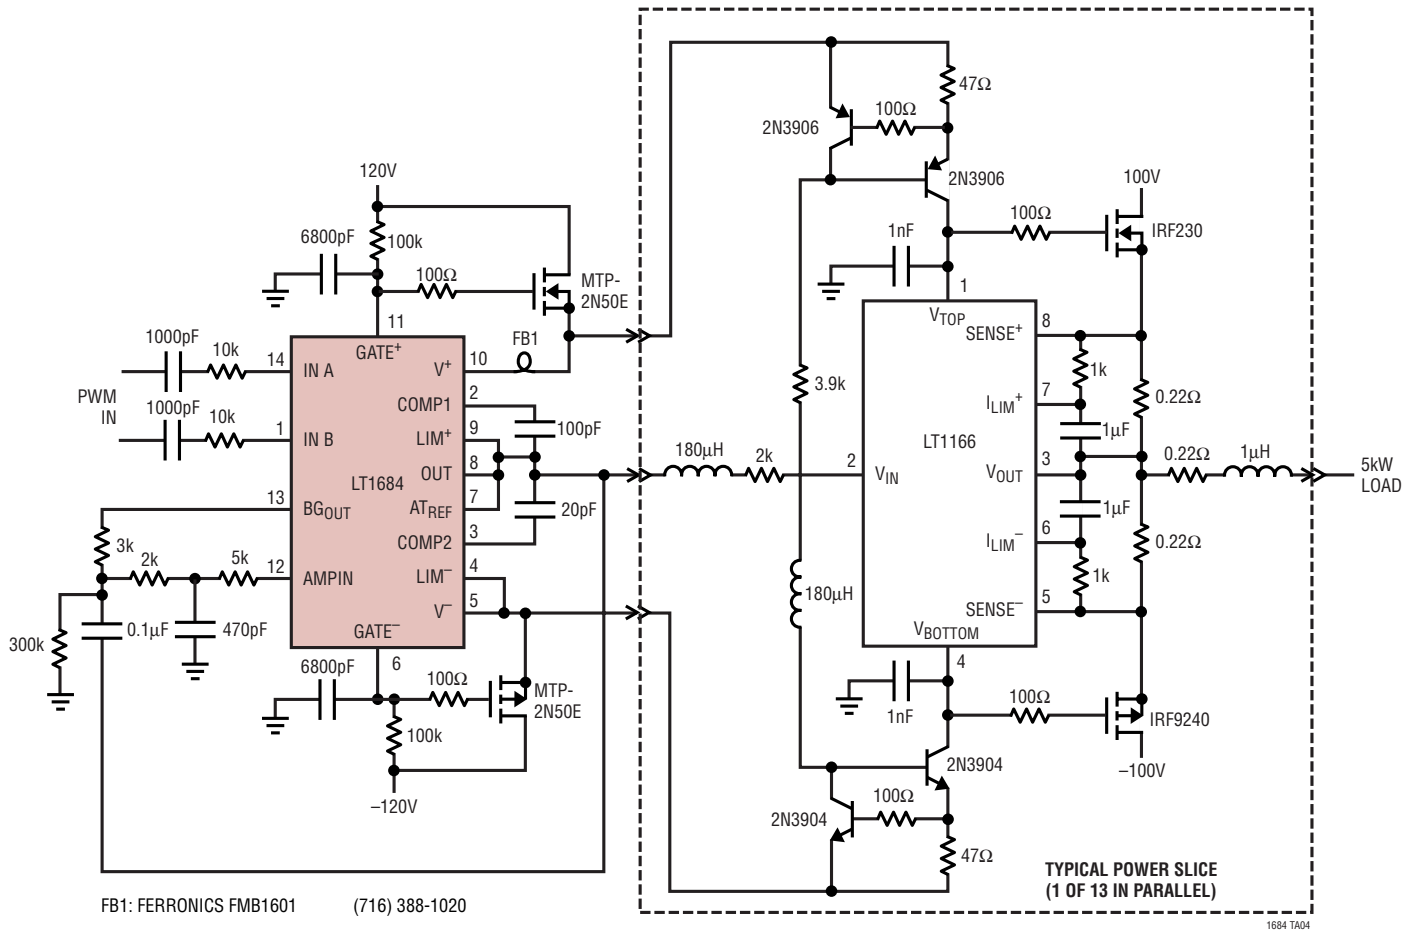 120V
6800pF
100k
100Ω
MTP-
2N50E
11
GATE+
FB1
1000pF
10k
14
IN A
V+
10
PWM
IN
COMP1
2
100pF
1000pF
10k
1
IN B
LIM+
9
OUT
8
LT1684
13
BGOUT
ATREF
7
20pF
3k
COMP2
3
2k
5k
12
AMPIN
LIM–
4
V–
5
300k
0.1µF
470pF
GATE–
6
6800pF
100Ω
MTP-
2N50E
100k
–120V
47Ω
2N3906
100Ω
2N3906
100V
1nF
100Ω
IRF230
1
VTOP
SENSE+
8
1k
3.9k
ILIM+
7
0.22Ω
1µF
LT1166
180µH
2k
2
VIN
VOUT
3
0.22Ω
1µH
5kW
LOAD
1µF
ILIM–
6
0.22Ω
180µH
1k
SENSE–
5
VBOTTOM
4
1nF
100Ω
IRF9240
2N3904
–100V
2N3904
100Ω
47Ω
TYPICAL POWER SLICE
(1 OF 13 IN PARALLEL)
FB1: FERRONICS FMB1601 (716) 388-1020
1684 TA04